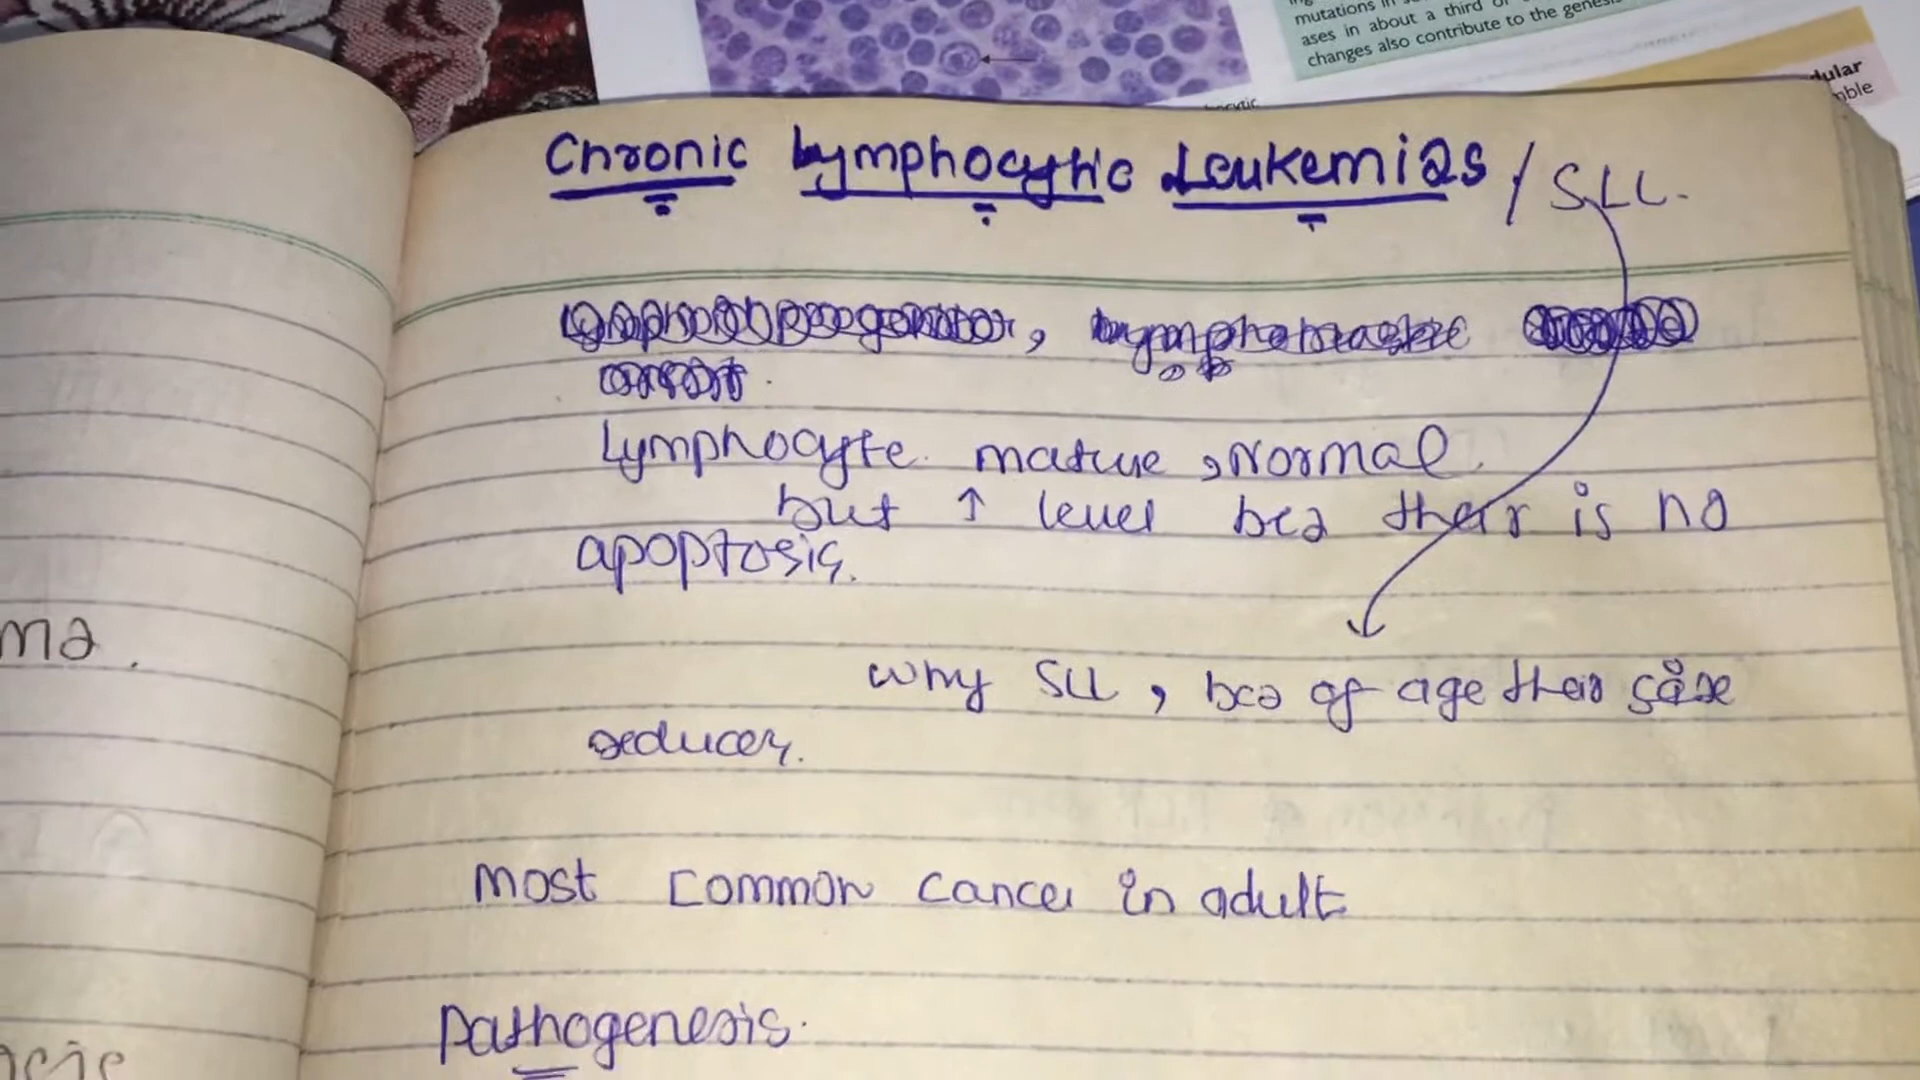 mutations in
ases in about a third of
changes also contribute to the genesis
dular
mble
Chronic Lymphocytic Leukemias / SLL.
Lymphocyte mature, Normal.
but ↑ level bcz their is no
apoptosis.
why SLL, bcz of age their size
reduces.
most common cancer in adult
Pathogenesis.
ma.